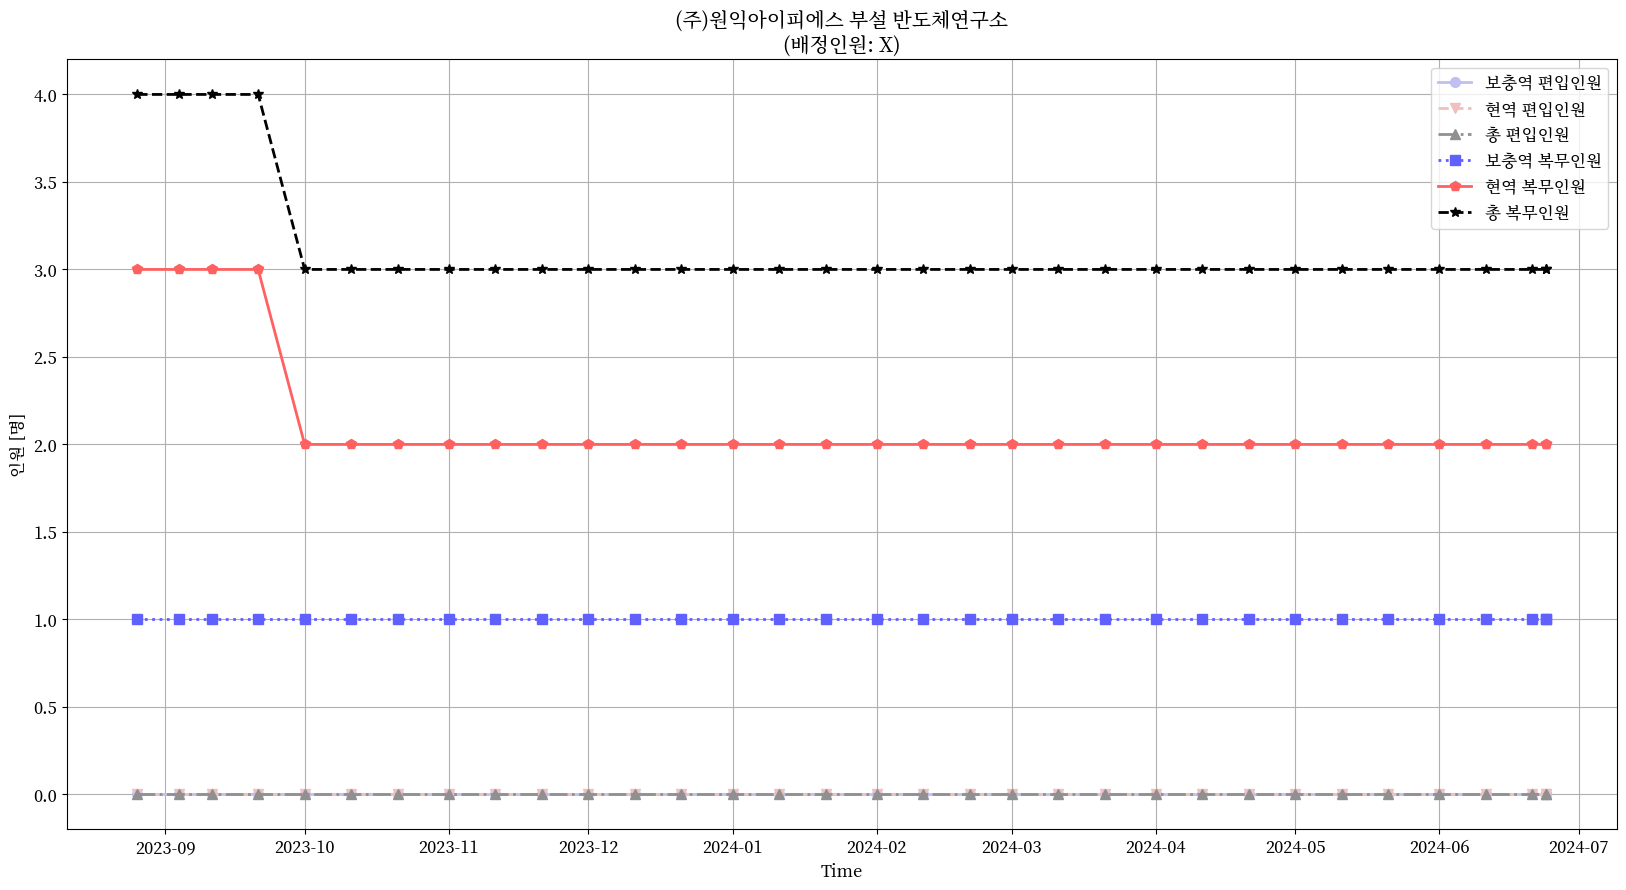 (주)원익아이피에스 부설 반도체연구소
(배정인원: X)
보충역 편입인원
현역 편입인원
총 편입인원
보충역 복무인원
현역 복무인원
총 복무인원
인원 [명]
4.0
3.5
3.0
2.5
2.0
1.5
1.0
0.5
0.0
2023-09
2023-10
2023-11
2023-12
2024-01
2024-02
2024-03
2024-04
2024-05
2024-06
2024-07
Time